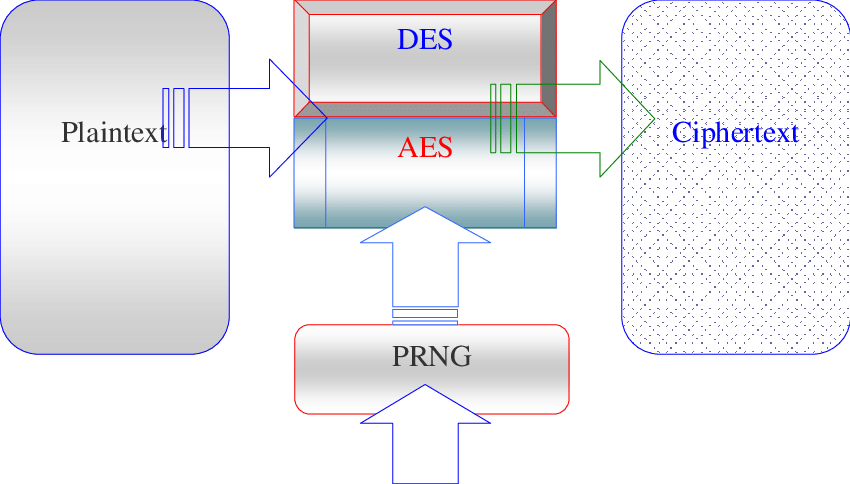 DES
Plaintext
AES
Ciphertext
PRNG